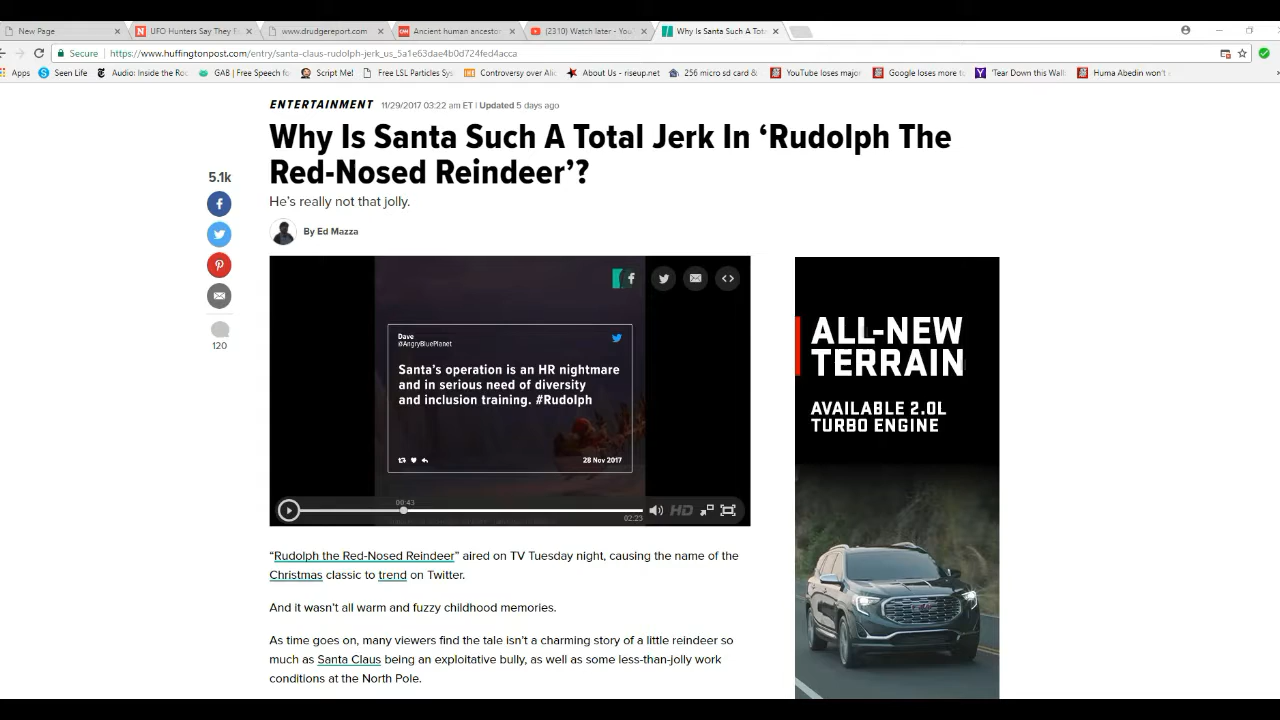 New Page
UFO Hunters Say They F
www.drudgereport.com
Ancient human ancestor
(2310) Watch later - You
Why Is Santa Such A Tot
Secure
https://www.huffingtonpost.com/entry/santa-claus-rudolph-jerk_us_5a1e63dae4b0d724fed4acca
Apps
Seen Life
Audio: Inside the Ro
GAB | Free Speech fo
Script Me!
Free LSL Particles Sys
Controversy over Ali
About Us - riseup.net
256 micro sd card &
YouTube loses major
Google loses more t
'Tear Down this Wall
Huma Abedin won't
ENTERTAINMENT 11/29/2017 03:22 am ET | Updated 5 days ago
Why Is Santa Such A Total Jerk In ‘Rudolph The
Red-Nosed Reindeer’?
He’s really not that jolly.
By Ed Mazza
5.1k
120
Dave
@AngryBluePlanet
Santa’s operation is an HR nightmare
and in serious need of diversity
and inclusion training. #Rudolph
28 Nov 2017
00:43
HD
02:23
ALL-NEW
TERRAIN
AVAILABLE 2.0L
TURBO ENGINE
“Rudolph the Red-Nosed Reindeer” aired on TV Tuesday night, causing the name of the
Christmas classic to trend on Twitter.
And it wasn’t all warm and fuzzy childhood memories.
As time goes on, many viewers find the tale isn’t a charming story of a little reindeer so
much as Santa Claus being an exploitative bully, as well as some less-than-jolly work
conditions at the North Pole.